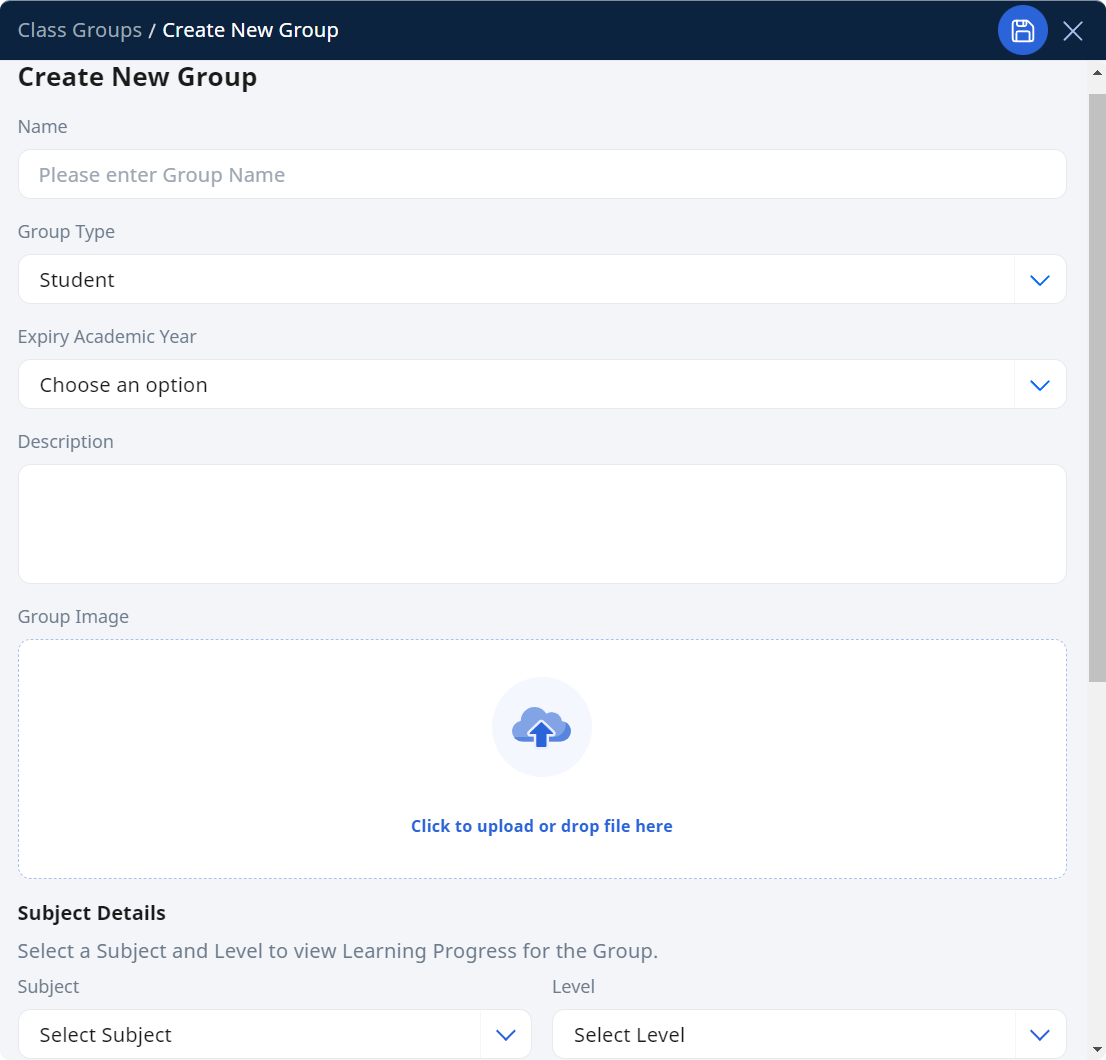 Class Groups / Create New Group
Create New Group
Name
Please enter Group Name
Group Type
Student
Expiry Academic Year
Choose an option
Description
Group Image
Click to upload or drop file here
Subject Details
Select a Subject and Level to view Learning Progress for the Group.
Subject Level
Select Subject Select Level